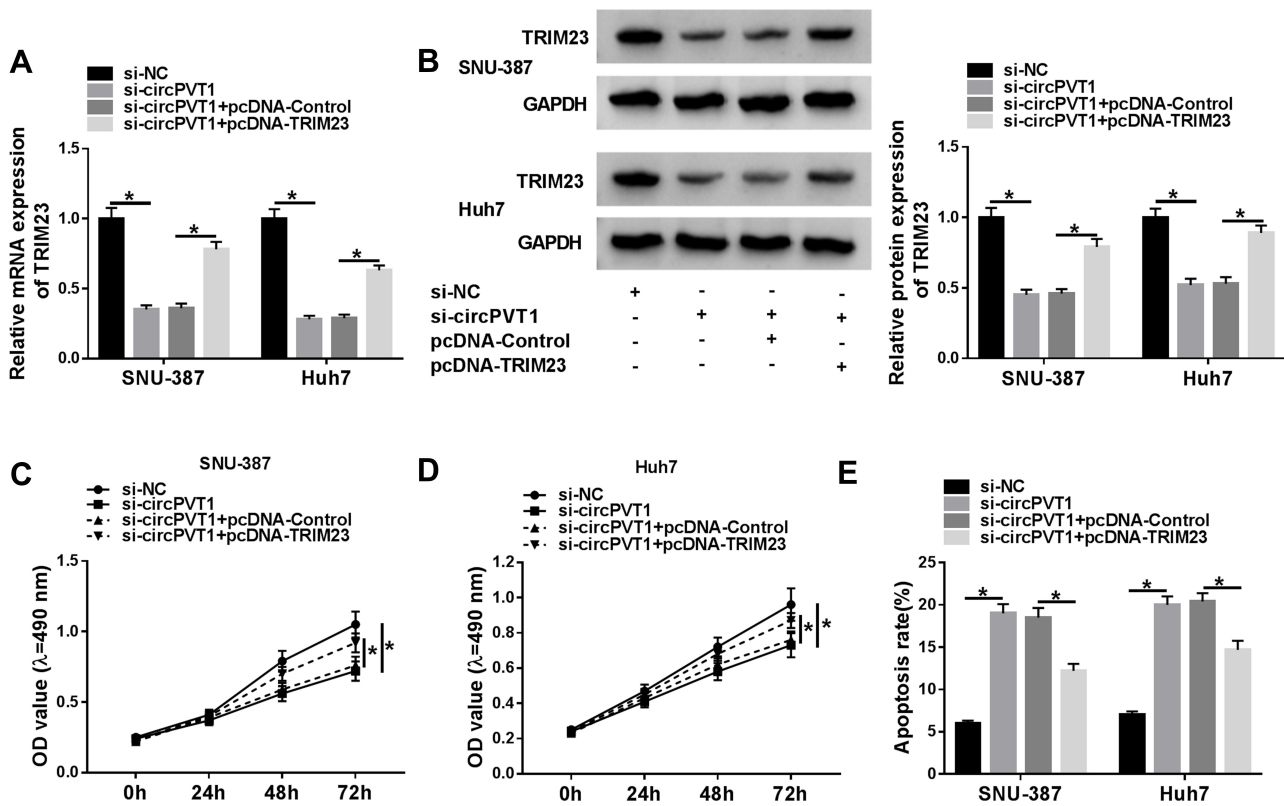 A
si-NC
si-circPVT1
si-circPVT1+pcDNA-Control
si-circPVT1+pcDNA-TRIM23
Relative mRNA expression
of TRIM23
1.5
1.0
0.5
0.0
* * * *
SNU-387 Huh7
B
TRIM23
SNU-387
GAPDH
TRIM23
Huh7
GAPDH
si-NC + - - -
si-circPVT1 - + + +
pcDNA-Control - - + -
pcDNA-TRIM23 - - - +
si-NC
si-circPVT1
si-circPVT1+pcDNA-Control
si-circPVT1+pcDNA-TRIM23
Relative protein expression
of TRIM23
1.5
1.0
0.5
0.0
* * * *
SNU-387 Huh7
C
SNU-387
si-NC
si-circPVT1
si-circPVT1+pcDNA-Control
si-circPVT1+pcDNA-TRIM23
OD value (λ=490 nm)
1.5
1.0
0.5
0.0
* *
0h 24h 48h 72h
D
Huh7
si-NC
si-circPVT1
si-circPVT1+pcDNA-Control
si-circPVT1+pcDNA-TRIM23
OD value (λ=490 nm)
1.2
1.0
0.8
0.6
0.4
0.2
0.0
* *
0h 24h 48h 72h
E
si-NC
si-circPVT1
si-circPVT1+pcDNA-Control
si-circPVT1+pcDNA-TRIM23
Apoptosis rate(%)
25
20
15
10
5
0
* * * *
SNU-387 Huh7